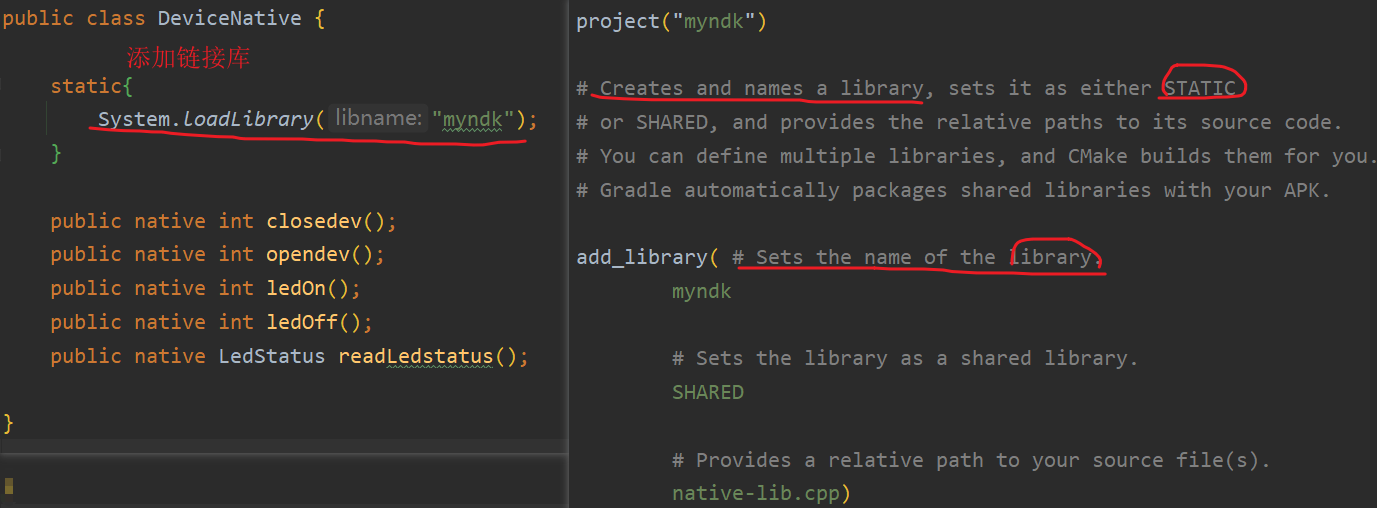 public class DeviceNative {
添加链接库
static{
System.loadLibrary( libname: "myndk");
}
public native int closedev();
public native int opendev();
public native int ledOn();
public native int ledOff();
public native LedStatus readLedstatus();
}
project("myndk")
# Creates and names a library, sets it as either STATIC
# or SHARED, and provides the relative paths to its source code.
# You can define multiple libraries, and CMake builds them for you.
# Gradle automatically packages shared libraries with your APK.
add_library( # Sets the name of the library.
myndk
# Sets the library as a shared library.
SHARED
# Provides a relative path to your source file(s).
native-lib.cpp)